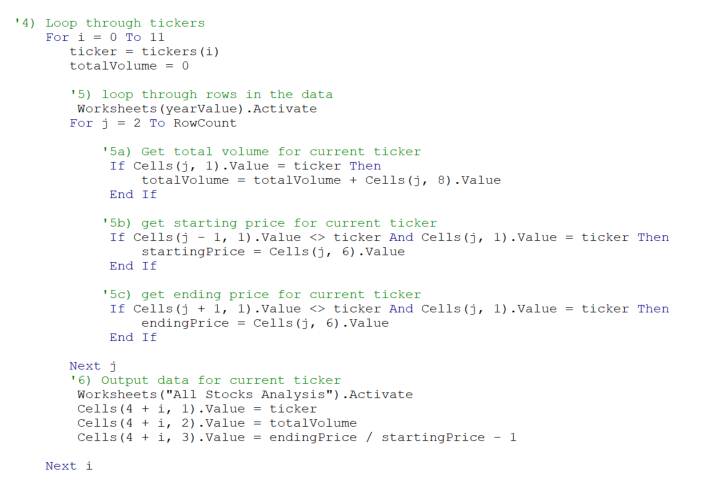 '4) Loop through tickers
For i = 0 To 11
ticker = tickers(i)
totalVolume = 0
'5) loop through rows in the data
Worksheets(yearValue).Activate
For j = 2 To RowCount
'5a) Get total volume for current ticker
If Cells(j, 1).Value = ticker Then
totalVolume = totalVolume + Cells(j, 8).Value
End If
'5b) get starting price for current ticker
If Cells(j - 1, 1).Value <> ticker And Cells(j, 1).Value = ticker Then
startingPrice = Cells(j, 6).Value
End If
'5c) get ending price for current ticker
If Cells(j + 1, 1).Value <> ticker And Cells(j, 1).Value = ticker Then
endingPrice = Cells(j, 6).Value
End If
Next j
'6) Output data for current ticker
Worksheets("All Stocks Analysis").Activate
Cells(4 + i, 1).Value = ticker
Cells(4 + i, 2).Value = totalVolume
Cells(4 + i, 3).Value = endingPrice / startingPrice - 1
Next i